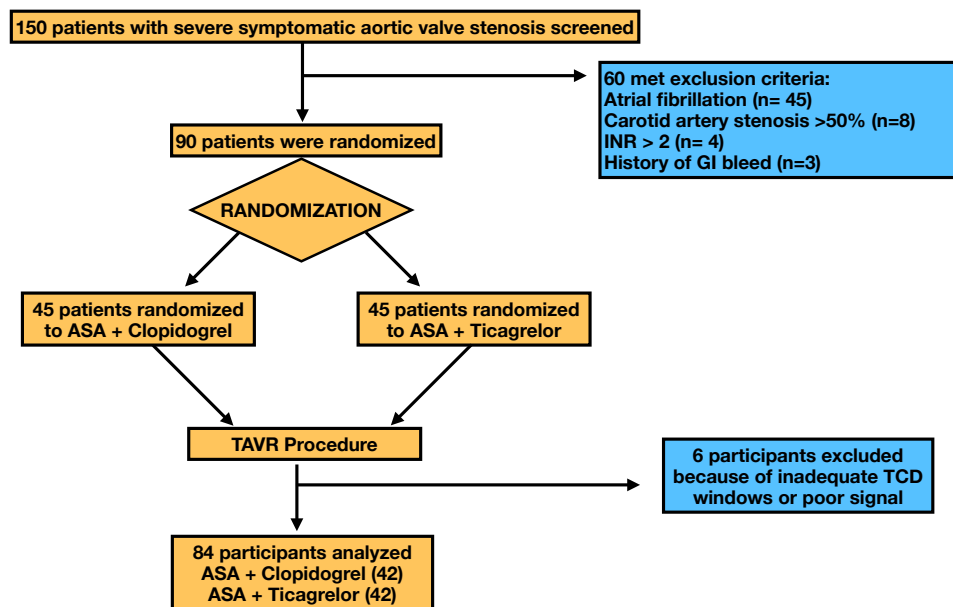 150 patients with severe symptomatic aortic valve stenosis screened
60 met exclusion criteria:
Atrial fibrillation (n= 45)
Carotid artery stenosis >50% (n=8)
INR > 2 (n= 4)
History of GI bleed (n=3)
90 patients were randomized
RANDOMIZATION
45 patients randomized
to ASA + Clopidogrel
45 patients randomized
to ASA + Ticagrelor
TAVR Procedure
6 participants excluded
because of inadequate TCD
windows or poor signal
84 participants analyzed
ASA + Clopidogrel (42)
ASA + Ticagrelor (42)